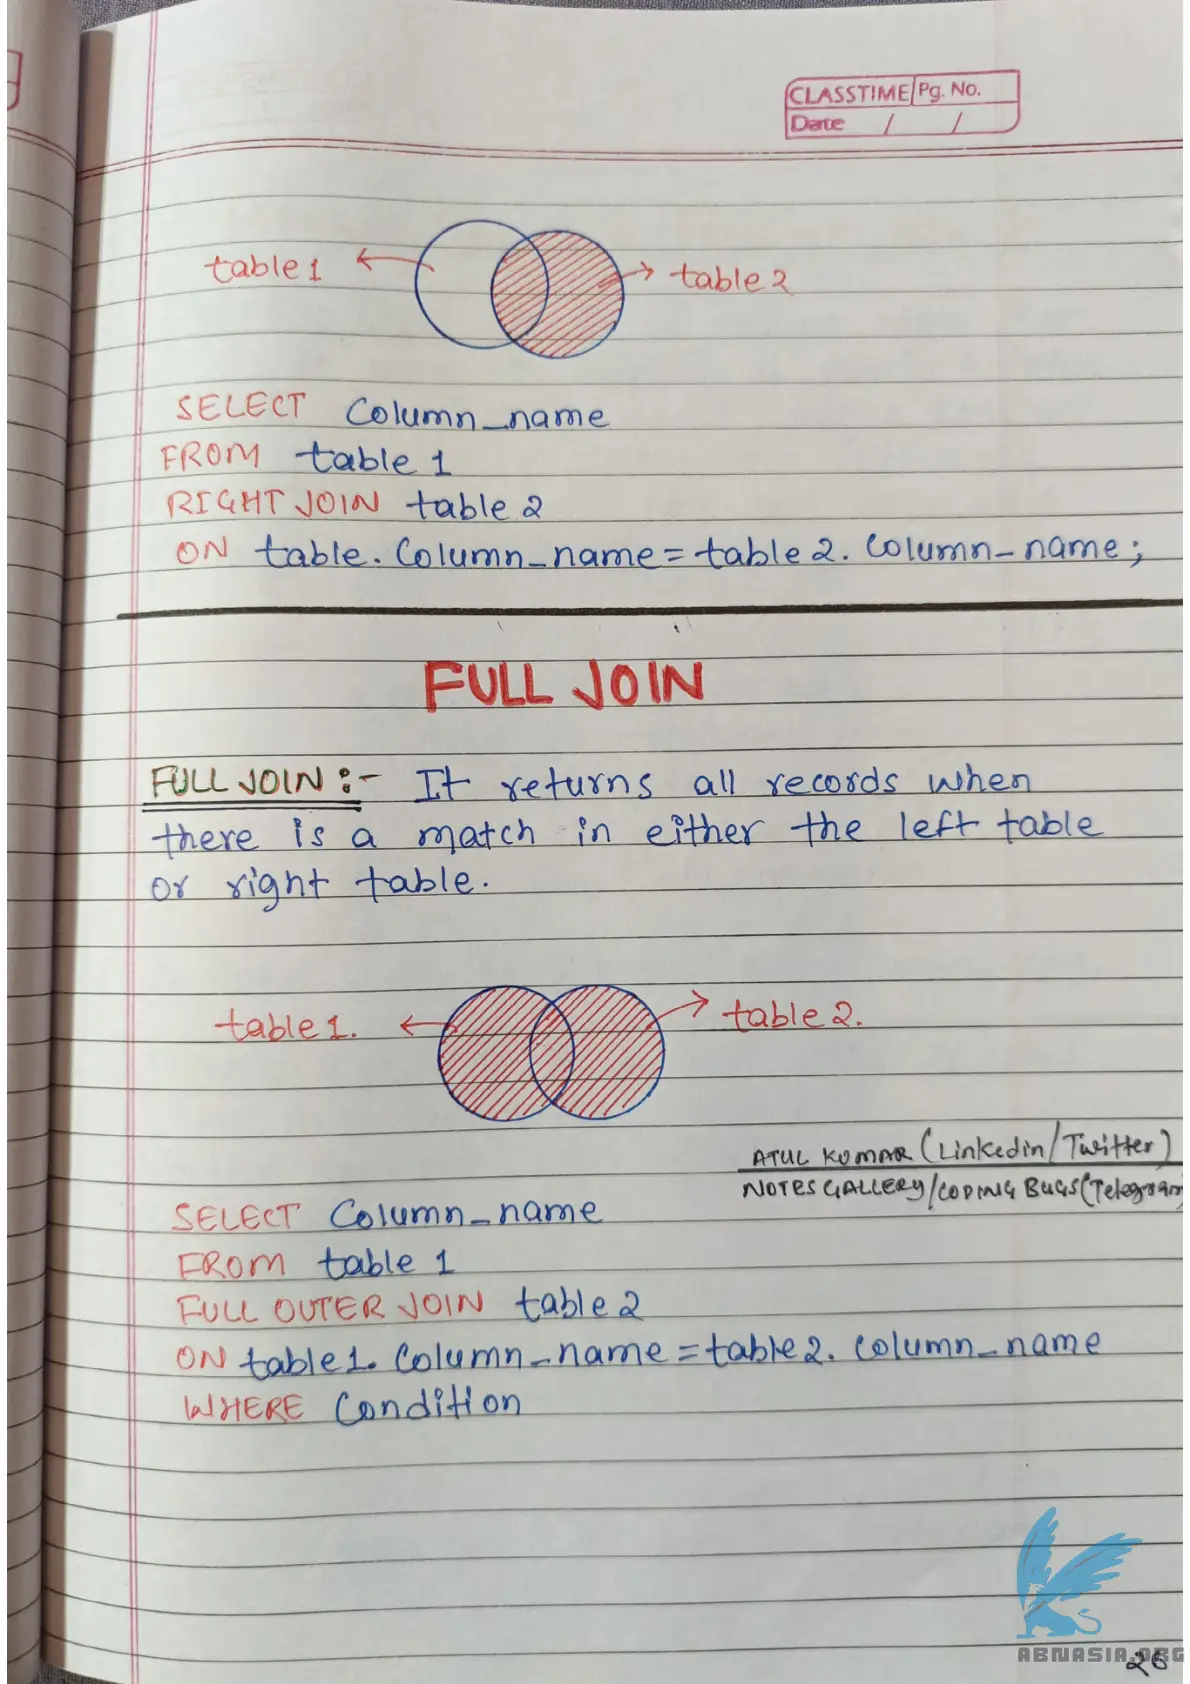 CLASSTIME Pg. No.
Date / /
table 1
table 2
SELECT Column_name
FROM table 1
RIGHT JOIN table 2
ON table. Column_name = table 2. Column_name;
FULL JOIN
FULL JOIN :- It returns all records when
there is a match in either the left table
or right table.
table 1.
table 2.
ATUL KUMAR (Linkedin/Twitter)
NOTES GALLERY/CODING BUGS (Telegram)
SELECT Column_name
FROM table 1
FULL OUTER JOIN table 2
ON table 1. Column_name = table 2. Column_name
WHERE Condition
ABNASIA.ORG
26